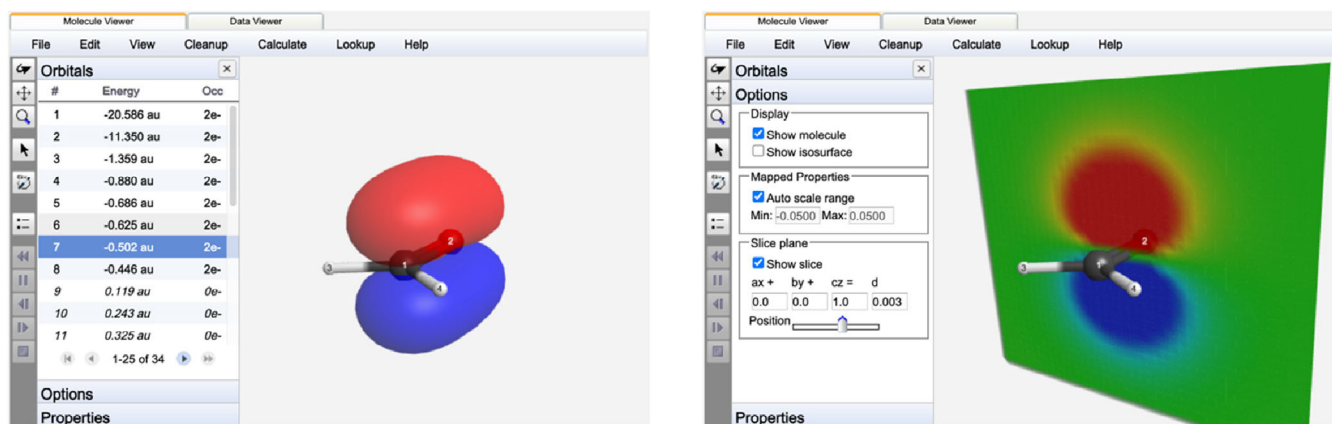 Molecule Viewer Data Viewer
File Edit View Cleanup Calculate Lookup Help
Orbitals ×
# Energy Occ
1 -20.586 au 2e-
2 -11.350 au 2e-
3 -1.359 au 2e-
4 -0.880 au 2e-
5 -0.686 au 2e-
6 -0.625 au 2e-
7 -0.502 au 2e-
8 -0.446 au 2e-
9 0.119 au 0e-
10 0.243 au 0e-
11 0.325 au 0e-
1-25 of 34
Options
Properties
2
3
1
4
Molecule Viewer Data Viewer
File Edit View Cleanup Calculate Lookup Help
Orbitals ×
Options
Display
Show molecule
Show isosurface
Mapped Properties
Auto scale range
Min: -0.0500 Max: 0.0500
Slice plane
Show slice
ax + by + cz = d
0.0 0.0 1.0 0.003
Position
Properties
2
3
1
4